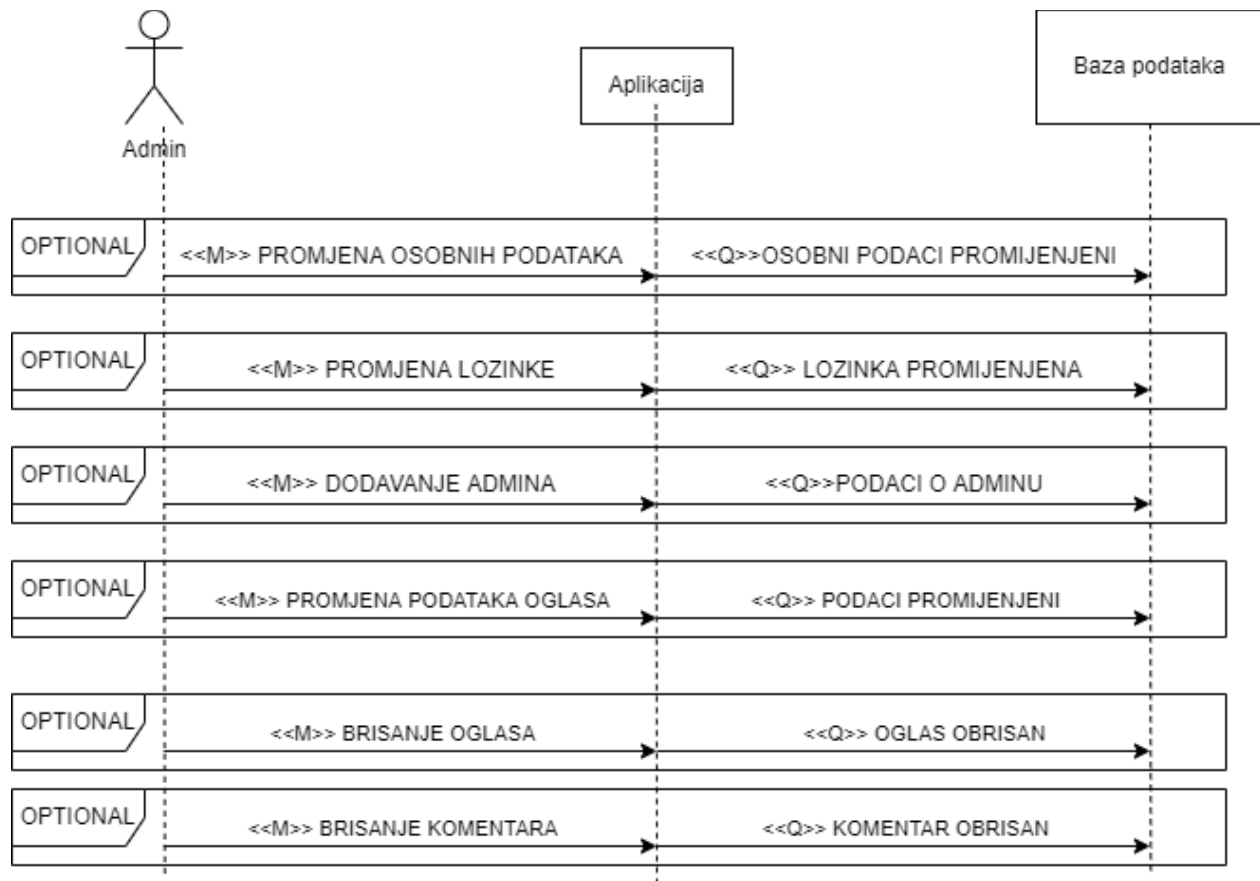 Aplikacija
Baza podataka
Admin
OPTIONAL
<<M>> PROMJENA OSOBNIH PODATAKA
<<Q>>OSOBNI PODACI PROMIJENJENI
OPTIONAL
<<M>> PROMJENA LOZINKE
<<Q>> LOZINKA PROMIJENJENA
OPTIONAL
<<M>> DODAVANJE ADMINA
<<Q>>PODACI O ADMINU
OPTIONAL
<<M>> PROMJENA PODATAKA OGLASA
<<Q>> PODACI PROMIJENJENI
OPTIONAL
<<M>> BRISANJE OGLASA
<<Q>> OGLAS OBRISAN
OPTIONAL
<<M>> BRISANJE KOMENTARA
<<Q>> KOMENTAR OBRISAN